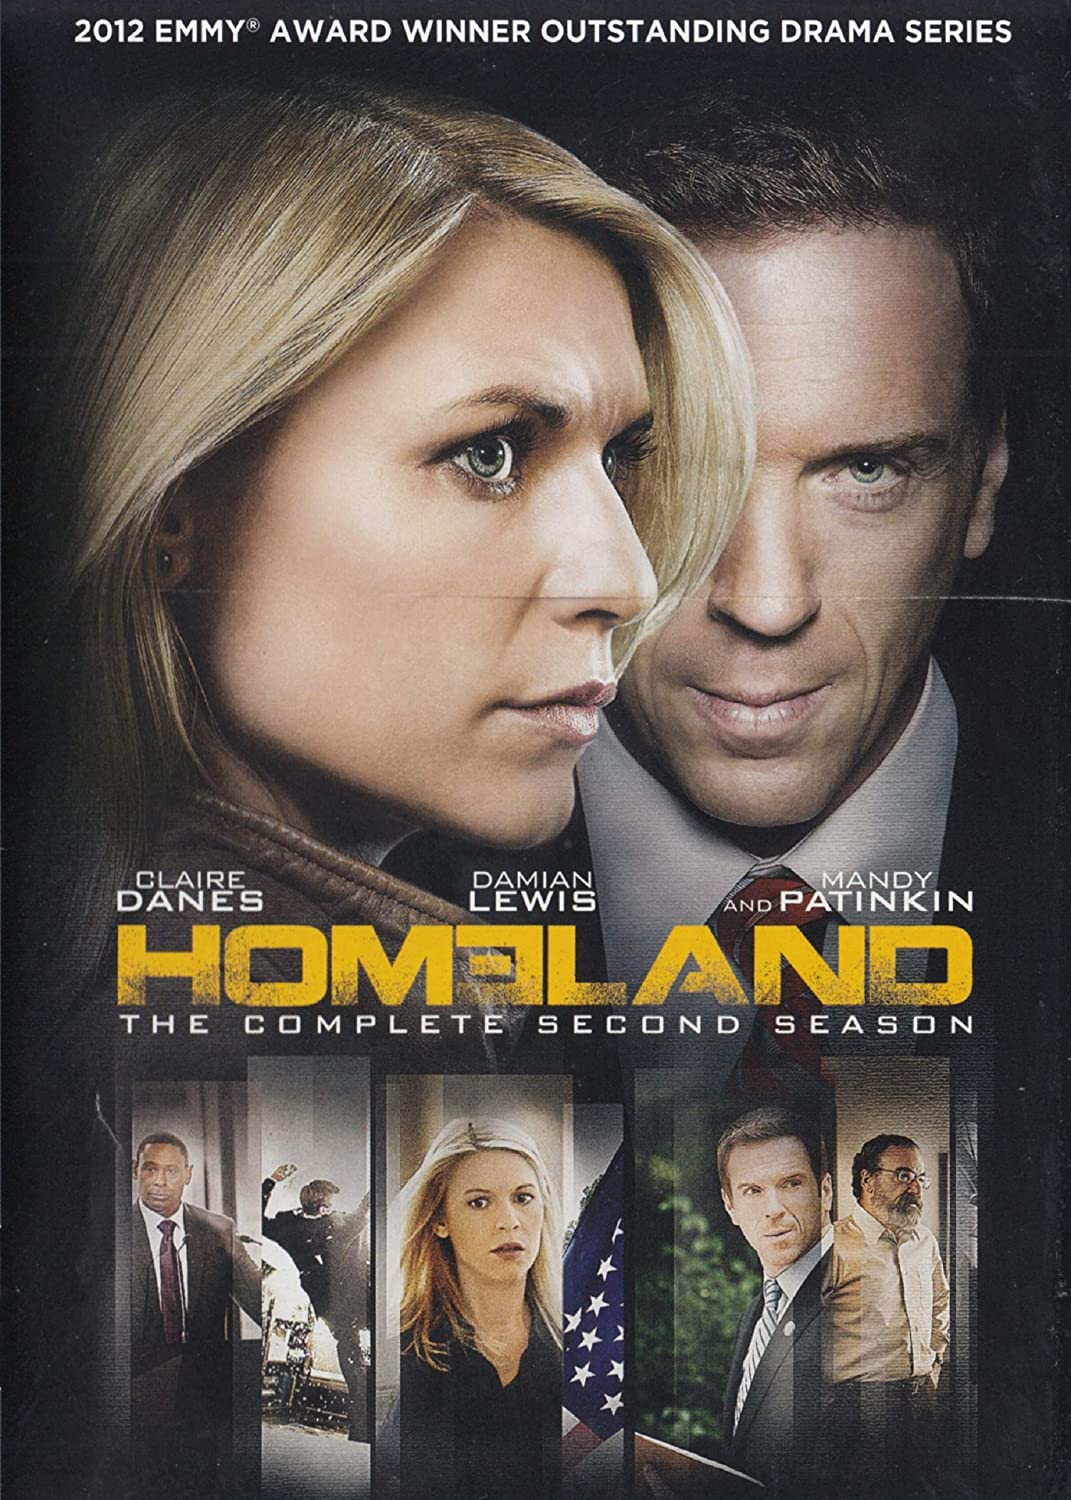 2012 EMMY® AWARD WINNER OUTSTANDING DRAMA SERIES
CLAIRE DANES
DAMIAN LEWIS
AND MANDY PATINKIN
HOMELAND
THE COMPLETE SECOND SEASON